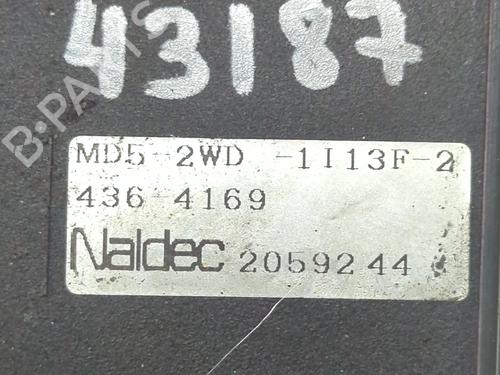 43187
B·PARTS
MD5-2WD -1I13F-2
436-4169
Naldec 2059244